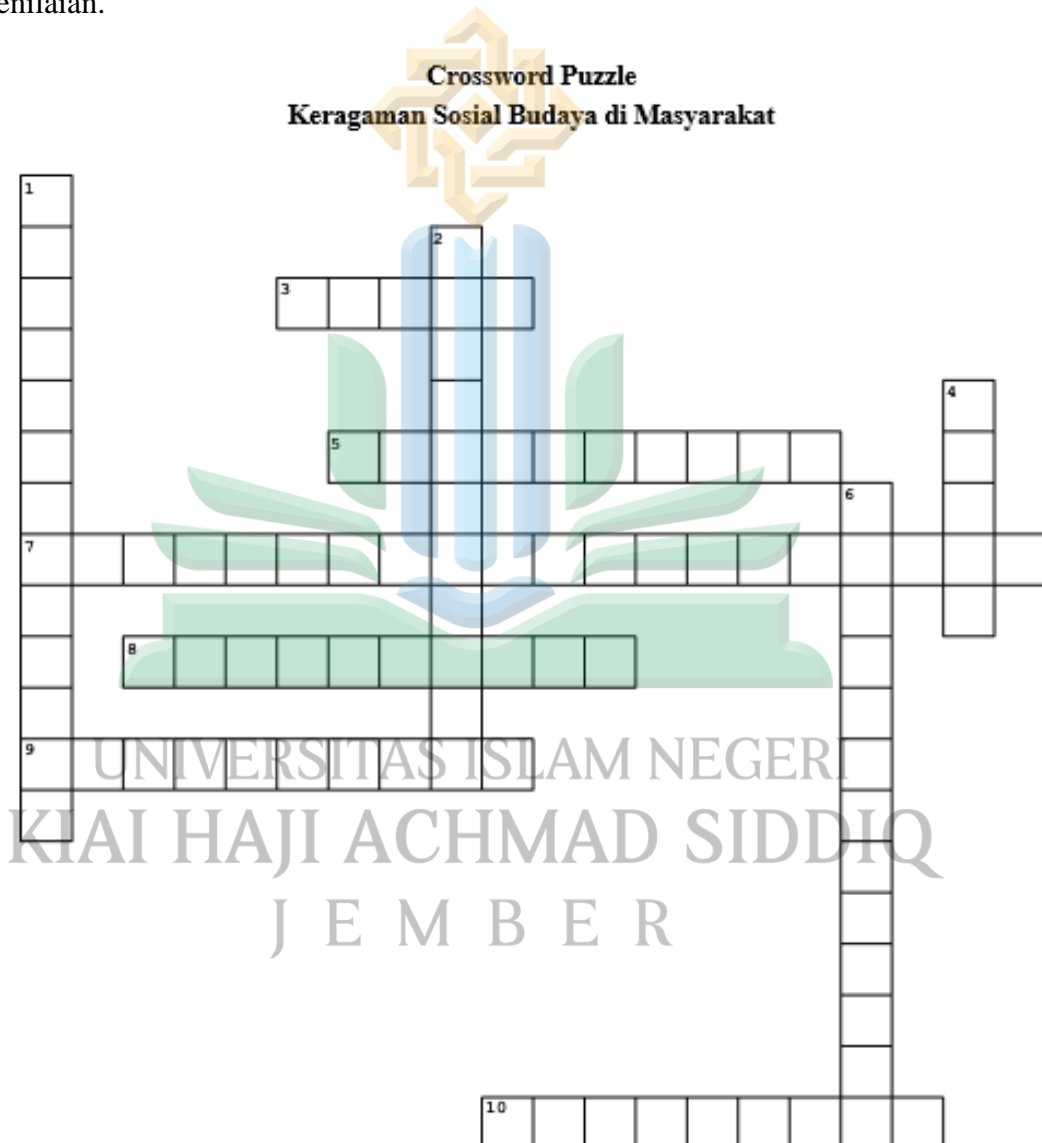 enilaian.
Crossword Puzzle
Keragaman Sosial Budaya di Masyarakat
1
2
3
4
5
6
7
8
9
UNIVERSITAS ISLAM NEGERI
KIAI HAJI ACHMAD SIDDIQ
JEMBER
10